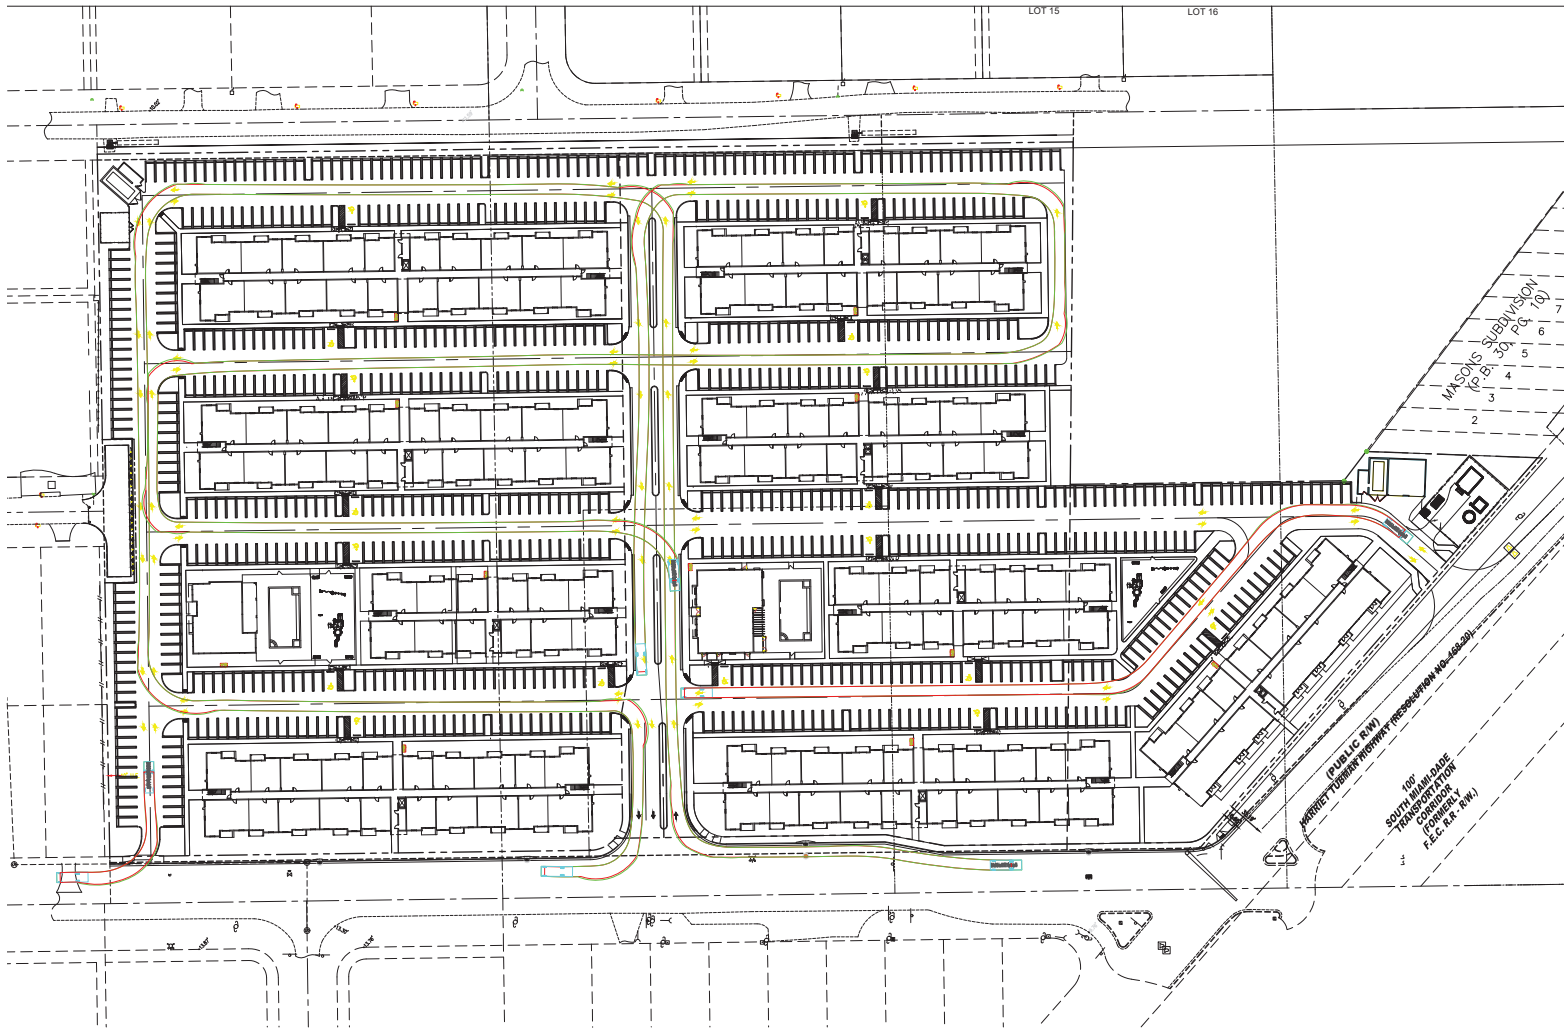 LOT 15
LOT 16
MASONS SUBDIVISION
(P.B. 30, PG. 10)
7
6
5
4
3
2
(PUBLIC R/W)
HARRIET TUBMAN HIGHWAY (RESOLUTION NO. 468-20)
100'
SOUTH MIAMI-DADE
TRANSPORTATION
CORRIDOR
(FORMERLY
F.E.C. R.R. R/W.)